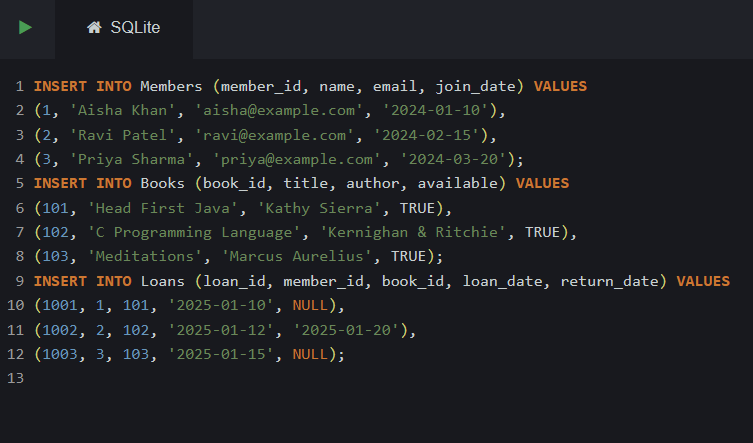 SQLite
1 INSERT INTO Members (member_id, name, email, join_date) VALUES
2 (1, 'Aisha Khan', 'aisha@example.com', '2024-01-10'),
3 (2, 'Ravi Patel', 'ravi@example.com', '2024-02-15'),
4 (3, 'Priya Sharma', 'priya@example.com', '2024-03-20');
5 INSERT INTO Books (book_id, title, author, available) VALUES
6 (101, 'Head First Java', 'Kathy Sierra', TRUE),
7 (102, 'C Programming Language', 'Kernighan & Ritchie', TRUE),
8 (103, 'Meditations', 'Marcus Aurelius', TRUE);
9 INSERT INTO Loans (loan_id, member_id, book_id, loan_date, return_date) VALUES
10 (1001, 1, 101, '2025-01-10', NULL),
11 (1002, 2, 102, '2025-01-12', '2025-01-20'),
12 (1003, 3, 103, '2025-01-15', NULL);
13